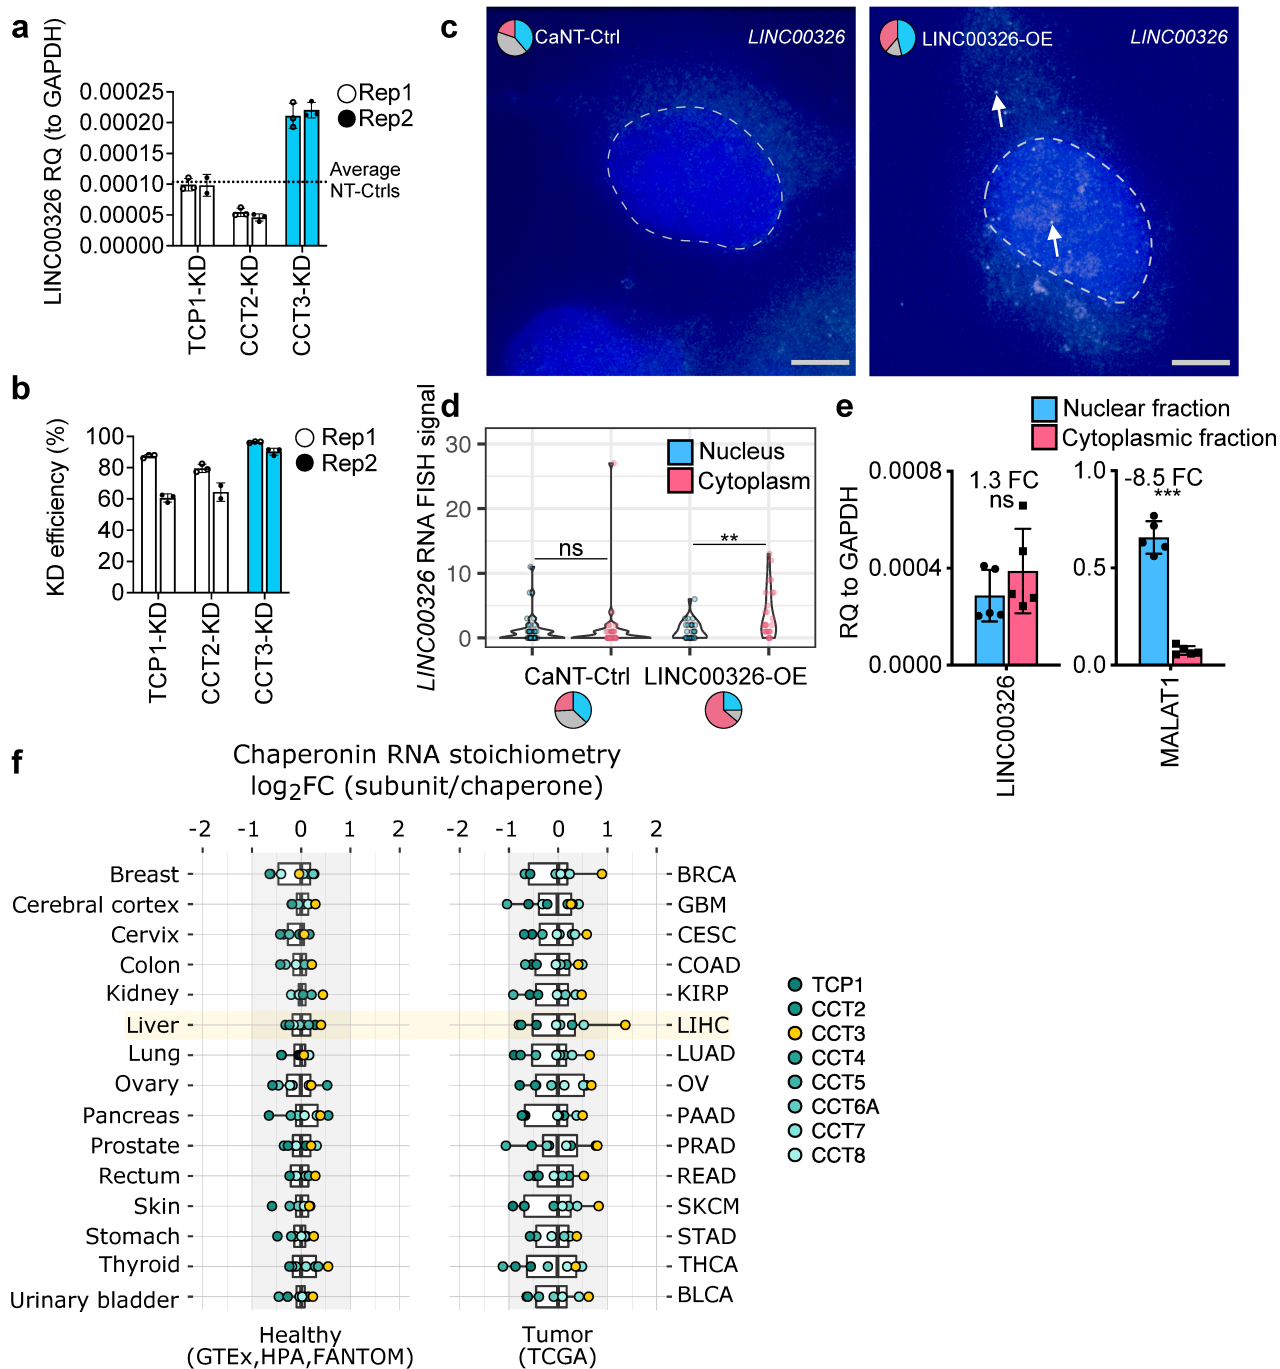 a
LINC00326 RQ (to GAPDH)
0.00025
0.00020
0.00015
0.00010
0.00005
0.00000
Rep1
Rep2
Average
NT-Ctrls
TCP1-KD
CCT2-KD
CCT3-KD
b
KD efficiency (%)
100
80
60
40
20
0
Rep1
Rep2
TCP1-KD
CCT2-KD
CCT3-KD
c
CaNT-Ctrl
LINC00326
LINC00326-OE
LINC00326
d
LINC00326 RNA FISH signal
30
20
10
0
Nucleus
Cytoplasm
ns
**
CaNT-Ctrl
LINC00326-OE
e
Nuclear fraction
Cytoplasmic fraction
RQ to GAPDH
0.0008
0.0004
0.0000
1.3 FC
ns
LINC00326
1.0
0.5
0.0
-8.5 FC
***
MALAT1
f
Chaperonin RNA stoichiometry
log2FC (subunit/chaperone)
-2 -1 0 1 2
-2 -1 0 1 2
Breast
BRCA
Cerebral cortex
GBM
Cervix
CESC
Colon
COAD
Kidney
KIRP
Liver
LIHC
Lung
LUAD
Ovary
OV
Pancreas
PAAD
Prostate
PRAD
Rectum
READ
Skin
SKCM
Stomach
STAD
Thyroid
THCA
Urinary bladder
BLCA
Healthy
(GTEx,HPA,FANTOM)
Tumor
(TCGA)
TCP1
CCT2
CCT3
CCT4
CCT5
CCT6A
CCT7
CCT8